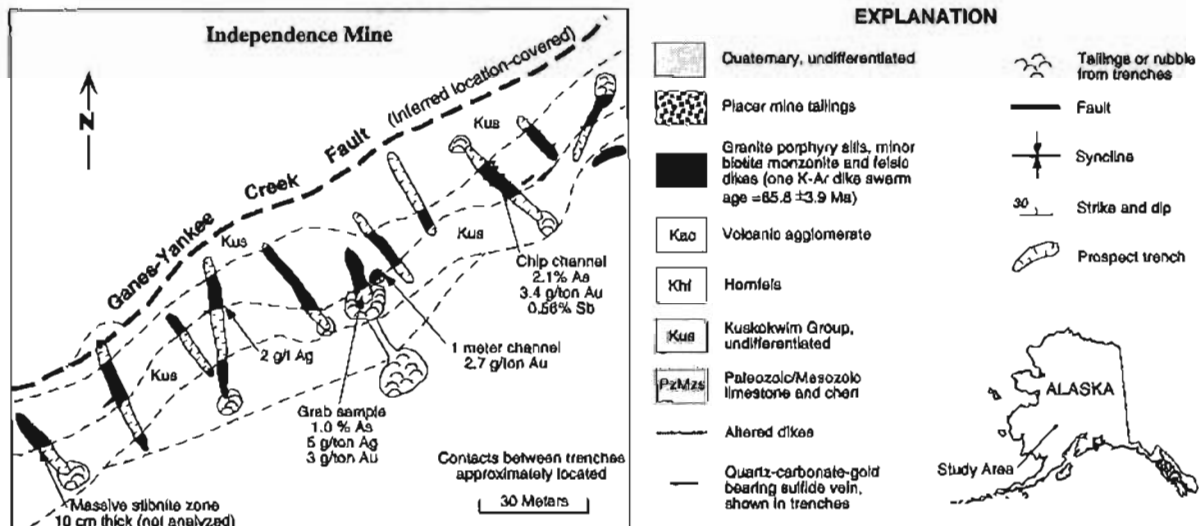 Independence Mine
N
Ganes-Yankee Creek Fault (Inferred location-covered)
Kus
Kus
Kus
Kus
Chip channel
2.1% As
3.4 g/ton Au
0.56% Sb
2 g/t Ag
1 meter channel
2.7 g/ton Au
Grab sample
1.0 % As
5 g/ton Ag
3 g/ton Au
Contacts between trenches
approximately located
30 Meters
Massive stibnite zone
10 cm thick (not analyzed)
EXPLANATION
Quaternary, undifferentiated
Placer mine tailings
Granite porphyry sills, minor
biotite monzonite and felsic
dikes (one K-Ar dike swarm
age =65.8 ±3.9 Ma)
Kac
Volcanic agglomerate
Khf
Hornfels
Kus
Kuskokwim Group,
undifferentiated
PzMzs
Paleozoic/Mesozoic
limestone and chert
Altered dikes
Quartz-carbonate-gold
bearing sulfide vein,
shown in trenches
Tailings or rubble
from trenches
Fault
Syncline
30
Strike and dip
Prospect trench
ALASKA
Study Area